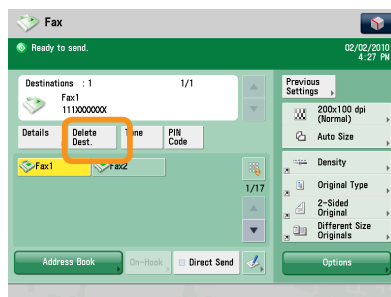 Fax
Ready to send.
02/02/2010
4:27 PM
Destinations : 1
1/1
Fax1
111XXXXXXX
Details
Delete
Dest.
Tone
PIN
Code
Fax1
Fax2
1/17
Address Book
On-Hook
Direct Send
Previous
Settings
200x100 dpi
(Normal)
Auto Size
Density
Original Type
2-Sided
Original
Different Size
Originals
Options